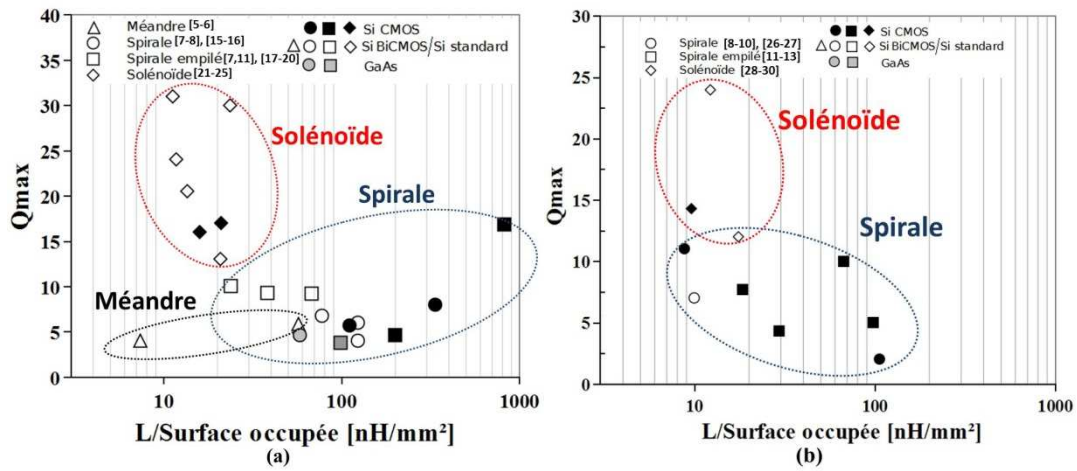 (a)
Méandre [5-6]
Spirale [7-8], [15-16]
Spirale empilé [7,11], [17-20]
Solénoïde [21-25]
Si CMOS
Si BiCMOS/Si standard
GaAs
40
35
30
25
20
15
10
5
0
Qmax
Solénoïde
Spirale
Méandre
10
100
1000
L/Surface occupée [nH/mm²]
(a)
30
25
20
15
10
5
0
Qmax
Spirale [8-10], [26-27]
Spirale empilé [11-13]
Solénoïde [28-30]
Si CMOS
Si BiCMOS/Si standard
GaAs
Solénoïde
Spirale
10
100
1000
L/Surface occupée [nH/mm²]
(b)